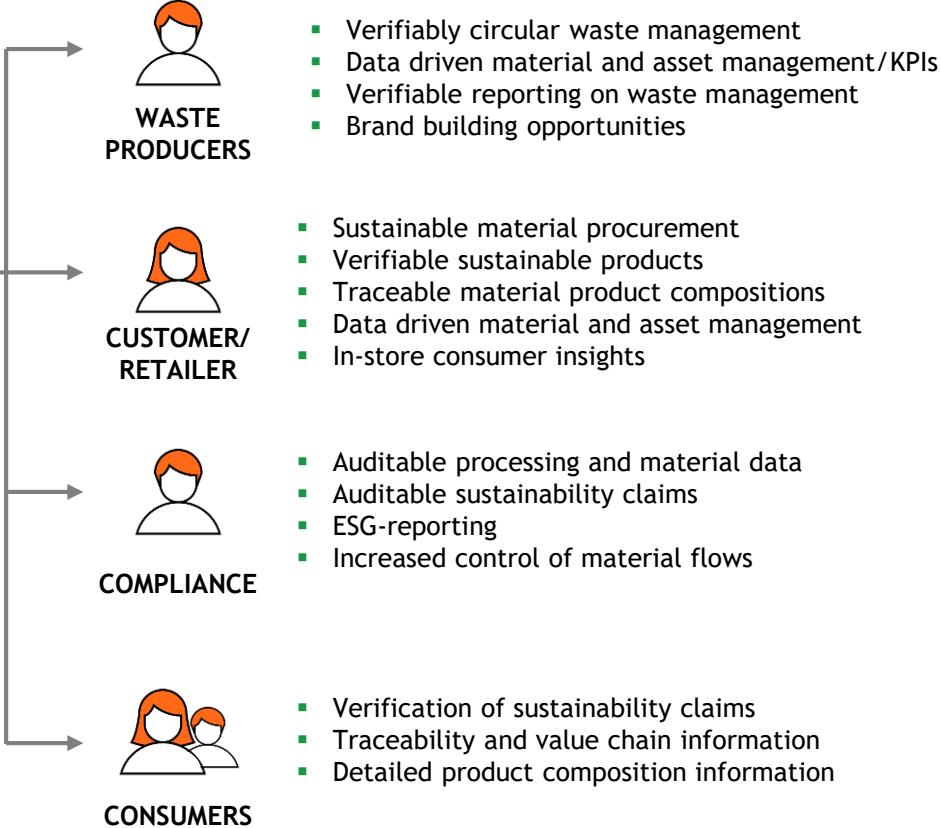 WASTE
PRODUCERS
▪ Verifiably circular waste management
▪ Data driven material and asset management/KPIs
▪ Verifiable reporting on waste management
▪ Brand building opportunities
CUSTOMER/
RETAILER
▪ Sustainable material procurement
▪ Verifiable sustainable products
▪ Traceable material product compositions
▪ Data driven material and asset management
▪ In-store consumer insights
COMPLIANCE
▪ Auditable processing and material data
▪ Auditable sustainability claims
▪ ESG-reporting
▪ Increased control of material flows
CONSUMERS
▪ Verification of sustainability claims
▪ Traceability and value chain information
▪ Detailed product composition information